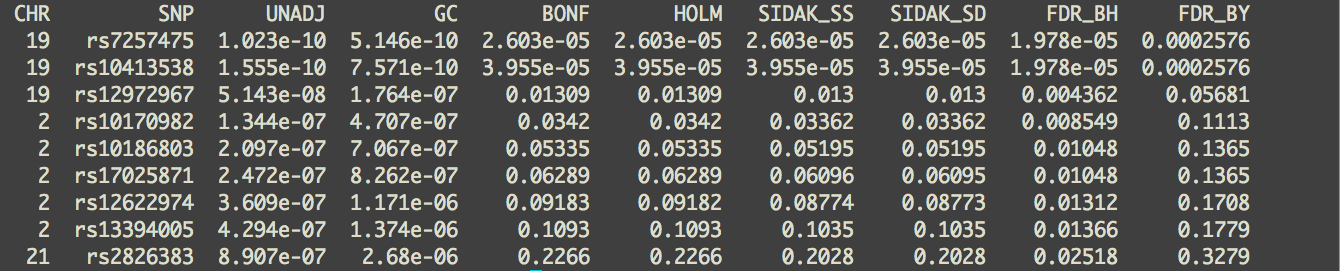 CHR SNP UNADJ GC BONF HOLM SIDAK_SS SIDAK_SD FDR_BH FDR_BY
19 rs7257475 1.023e-10 5.146e-10 2.603e-05 2.603e-05 2.603e-05 2.603e-05 1.978e-05 0.0002576
19 rs10413538 1.555e-10 7.571e-10 3.955e-05 3.955e-05 3.955e-05 3.955e-05 1.978e-05 0.0002576
19 rs12972967 5.143e-08 1.764e-07 0.01309 0.01309 0.013 0.013 0.004362 0.05681
2 rs10170982 1.344e-07 4.707e-07 0.0342 0.0342 0.03362 0.03362 0.008549 0.1113
2 rs10186803 2.097e-07 7.067e-07 0.05335 0.05335 0.05195 0.05195 0.01048 0.1365
2 rs17025871 2.472e-07 8.262e-07 0.06289 0.06289 0.06096 0.06095 0.01048 0.1365
2 rs12622974 3.609e-07 1.171e-06 0.09183 0.09182 0.08774 0.08773 0.01312 0.1708
2 rs13394005 4.294e-07 1.374e-06 0.1093 0.1093 0.1035 0.1035 0.01366 0.1779
21 rs2826383 8.907e-07 2.68e-06 0.2266 0.2266 0.2028 0.2028 0.02518 0.3279